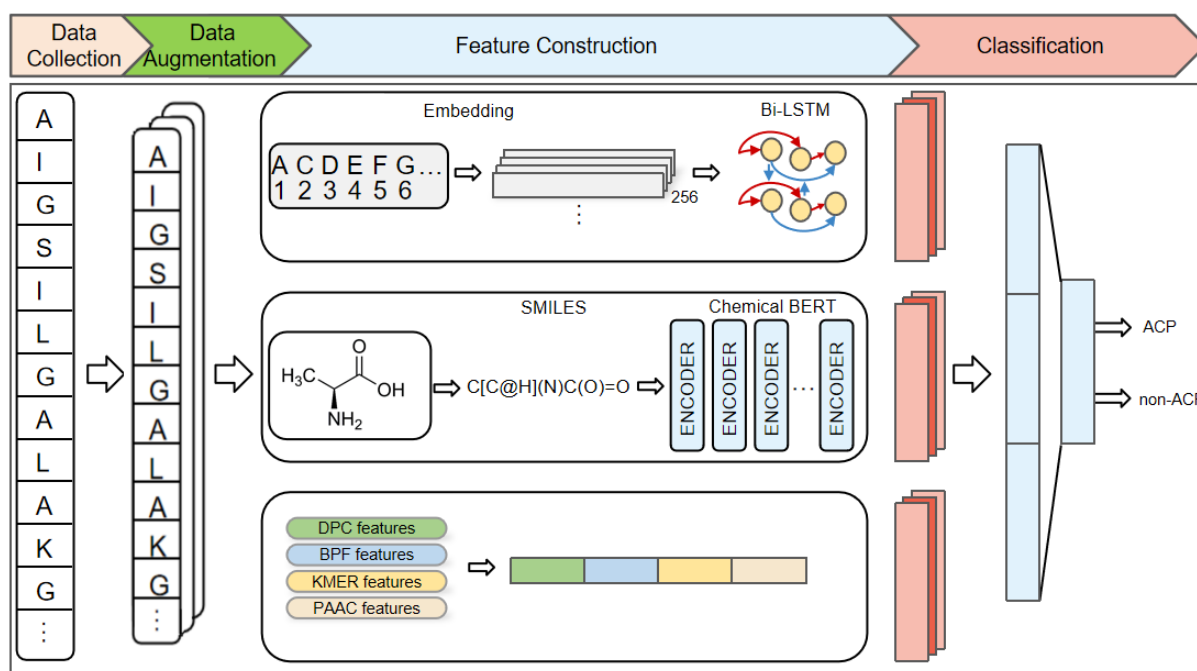 Data
Collection
Data
Augmentation
Feature Construction
Classification
A
I
G
S
I
L
G
A
L
A
K
G
⋮
A
I
G
S
I
L
G
A
L
A
K
G
⋮
Embedding
Bi-LSTM
A C D E F G...
1 2 3 4 5 6
256
⋮
SMILES
Chemical BERT
H₃C
O
OH
NH₂
C[C@H](N)C(O)=O
ENCODER
ENCODER
ENCODER
...
ENCODER
DPC features
BPF features
KMER features
PAAC features
ACP
non-ACP